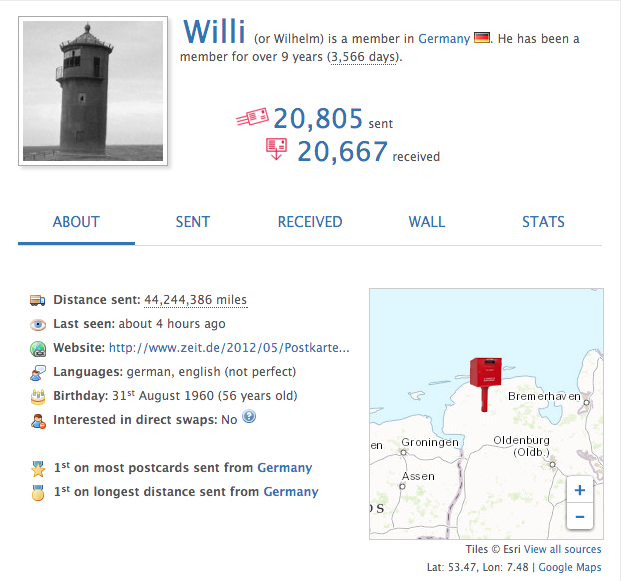 Willi (or Wilhelm) is a member in Germany. He has been a
member for over 9 years (3,566 days).
20,805 sent
20,667 received
ABOUT SENT RECEIVED WALL STATS
Distance sent: 44,244,386 miles
Last seen: about 4 hours ago
Website: http://www.zeit.de/2012/05/Postkarte...
Languages: german, english (not perfect)
Birthday: 31st August 1960 (56 years old)
Interested in direct swaps: No ?
1st on most postcards sent from Germany
1st on longest distance sent from Germany
Bremerhaven
en Groningen Oldenburg
(Oldb.)
Assen
+
DS
−
Tiles © Esri View all sources
Lat: 53.47, Lon: 7.48 | Google Maps